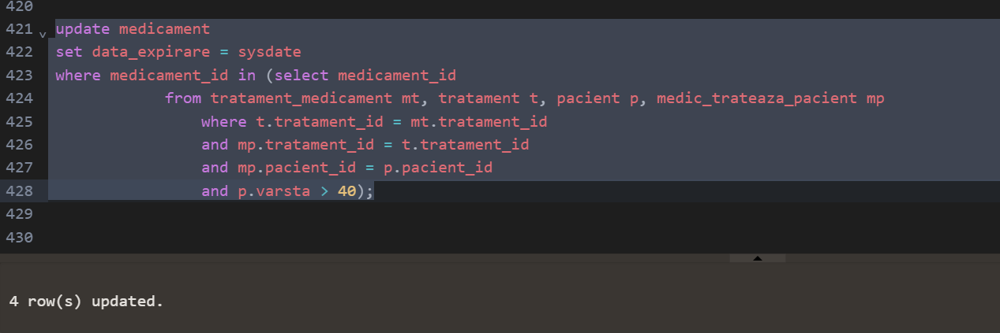 420
421 update medicament
422 set data_expirare = sysdate
423 where medicament_id in (select medicament_id
424 from tratament_medicament mt, tratament t, pacient p, medic_trateaza_pacient mp
425 where t.tratament_id = mt.tratament_id
426 and mp.tratament_id = t.tratament_id
427 and mp.pacient_id = p.pacient_id
428 and p.varsta > 40);
429
430
4 row(s) updated.